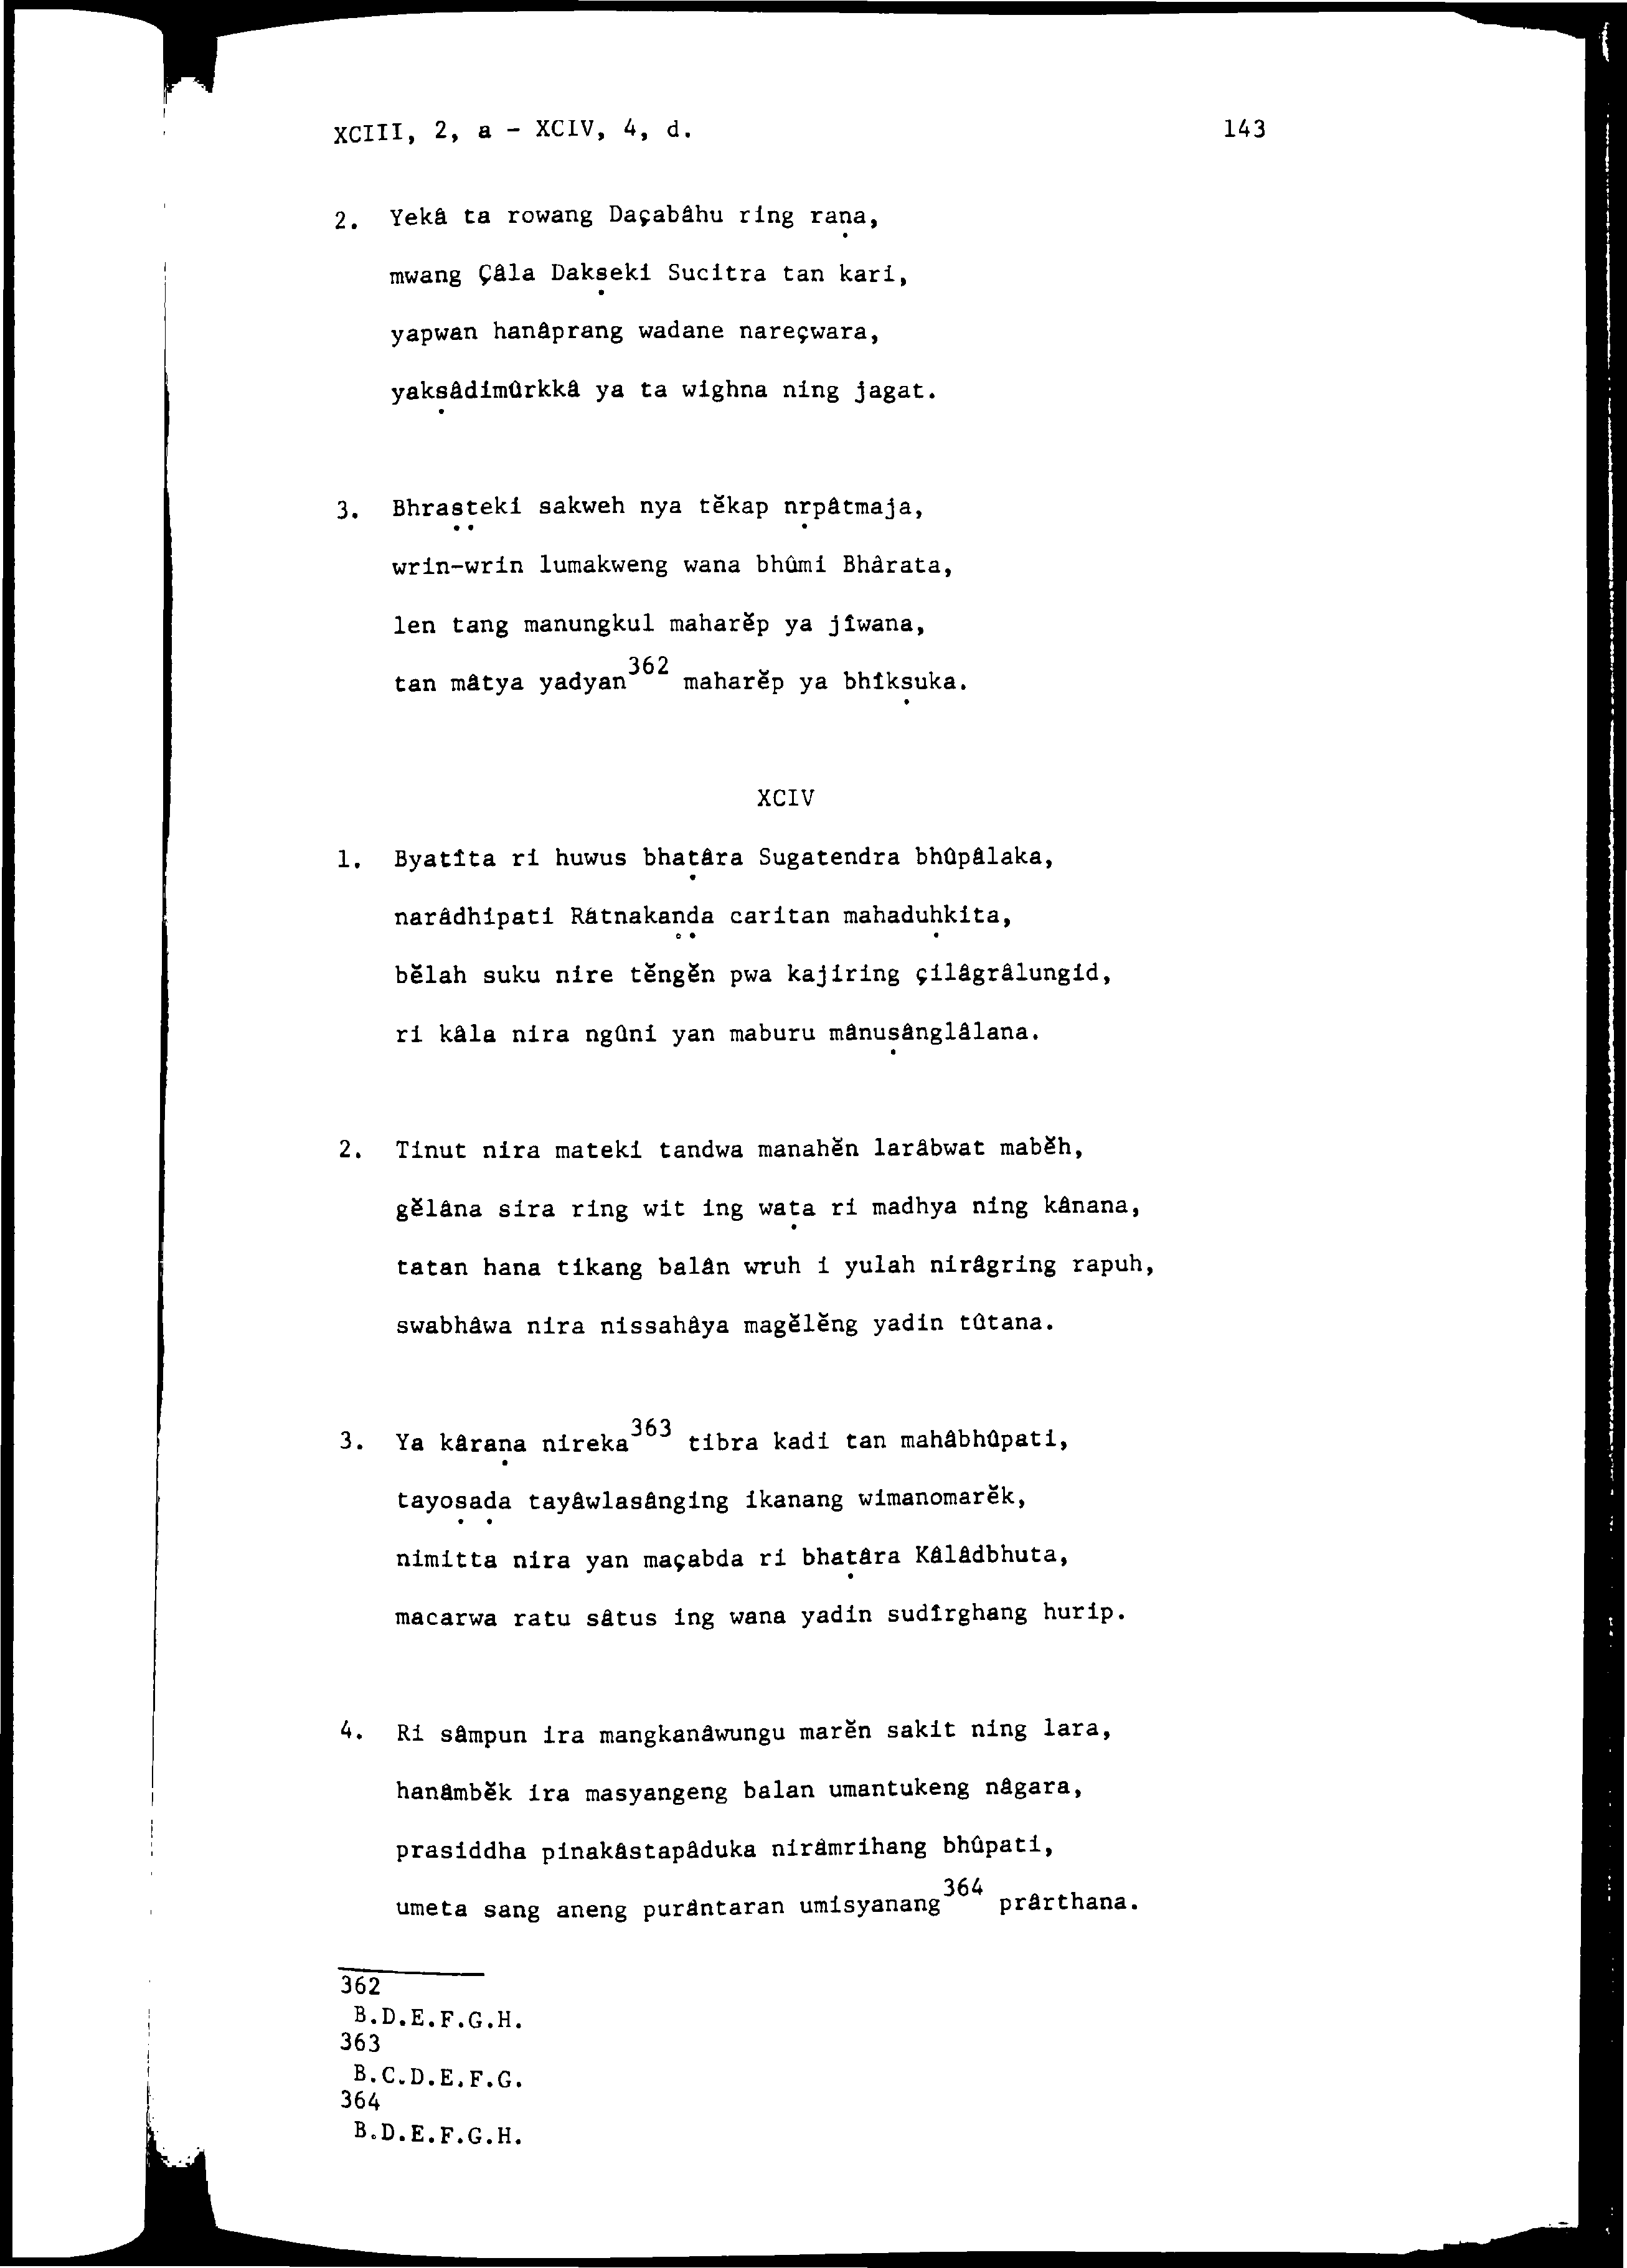 XCIII, 2, a - XCIV, 4, d. 143
2. Yekâ ta rowang Daçabâhu ring raṇa,
mwang Çâla Dakṣeki Sucitra tan kari,
yapwan hanâprang wadane nareçwara,
yakṣâdimûrkkâ ya ta wighna ning jagat.
3. Bhraṣṭeki sakweh nya tĕkap nṛpâtmaja,
wrin-wrin lumakweng wana bhûmi Bhârata,
len tang manungkul maharĕp ya jîwana,
tan mâtya yadyan³⁶² maharĕp ya bhîkṣuka.
XCIV
1. Byatîta ri huwus bhaṭâra Sugatendra bhûpâlaka,
narâdhipati Râtnakaṇḍa caritan mahaduḥkita,
bĕlah suku nire tĕngĕn pwa kajiring çilâgrâlungid,
ri kâla nira ngûni yan maburu mânuṣânglâlana.
2. Tinut nira mateki tandwa manahĕn larâbwat mabĕh,
gĕlâna sira ring wit ing waṭa ri madhya ning kânana,
tatan hana tikang balân wruh i yulah nirâgring rapuh,
swabhâwa nira nissahâya magĕlĕng yadin tûtana.
3. Ya kâraṇa nireka³⁶³ tibra kadi tan mahâbhûpati,
tayoṣaḍa tayâwlasânging ikanang wimanomarĕk,
nimitta nira yan maçabda ri bhaṭâra Kâlâdbhuta,
macarwa ratu sâtus ing wana yadin sudîrghang hurip.
4. Ri sâmpun ira mangkanâwungu marĕn sakit ning lara,
hanâmbĕk ira masyangeng balan umantukeng nâgara,
prasiddha pinakâstapâduka nirâmrihang bhûpati,
umeta sang aneng purântaran umisyanang³⁶⁴ prârthana.
362
B.D.E.F.G.H.
363
B.C.D.E.F.G.
364
B.D.E.F.G.H.